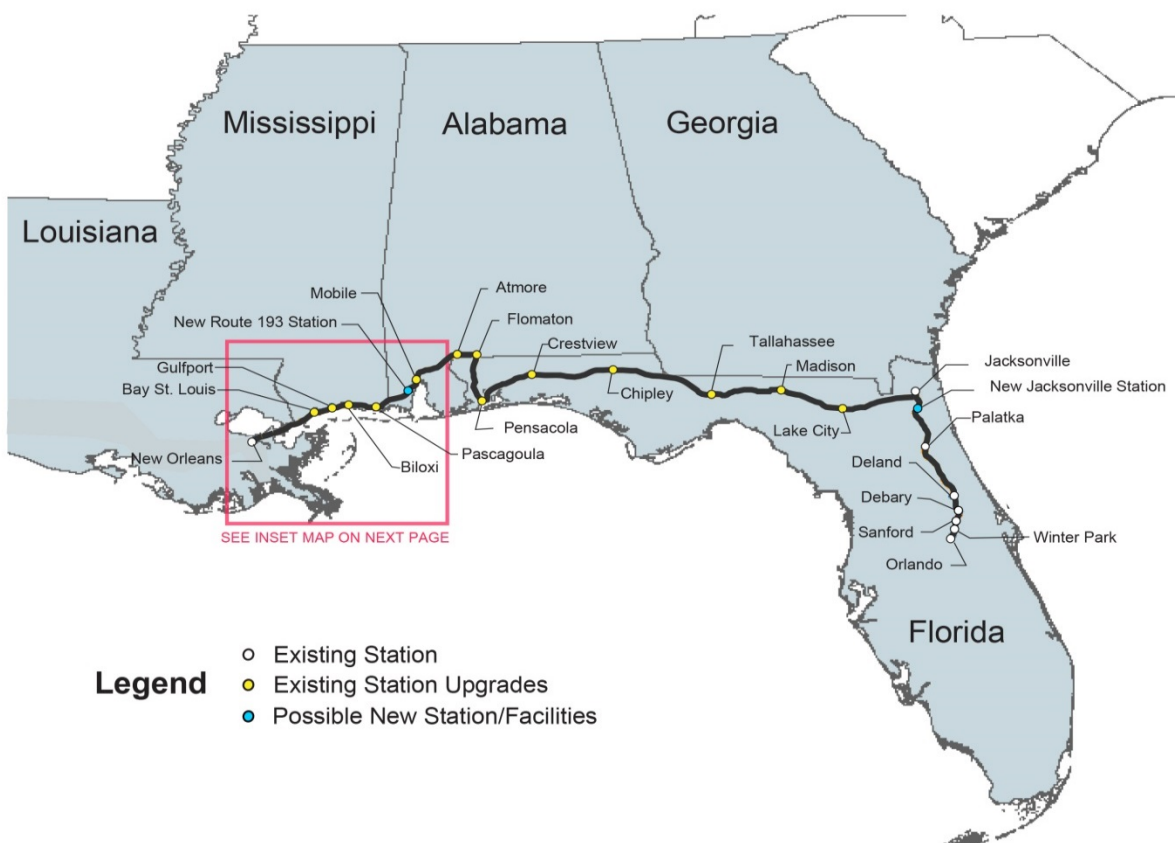 Mississippi
Alabama
Georgia
Louisiana
Mobile
Atmore
New Route 193 Station
Flomaton
Crestview
Tallahassee
Madison
Jacksonville
Gulfport
Bay St. Louis
Chipley
New Jacksonville Station
Lake City
Palatka
Pensacola
New Orleans
Pascagoula
Biloxi
Deland
Debary
Sanford
Winter Park
Orlando
SEE INSET MAP ON NEXT PAGE
Florida
Legend
Existing Station
Existing Station Upgrades
Possible New Station/Facilities